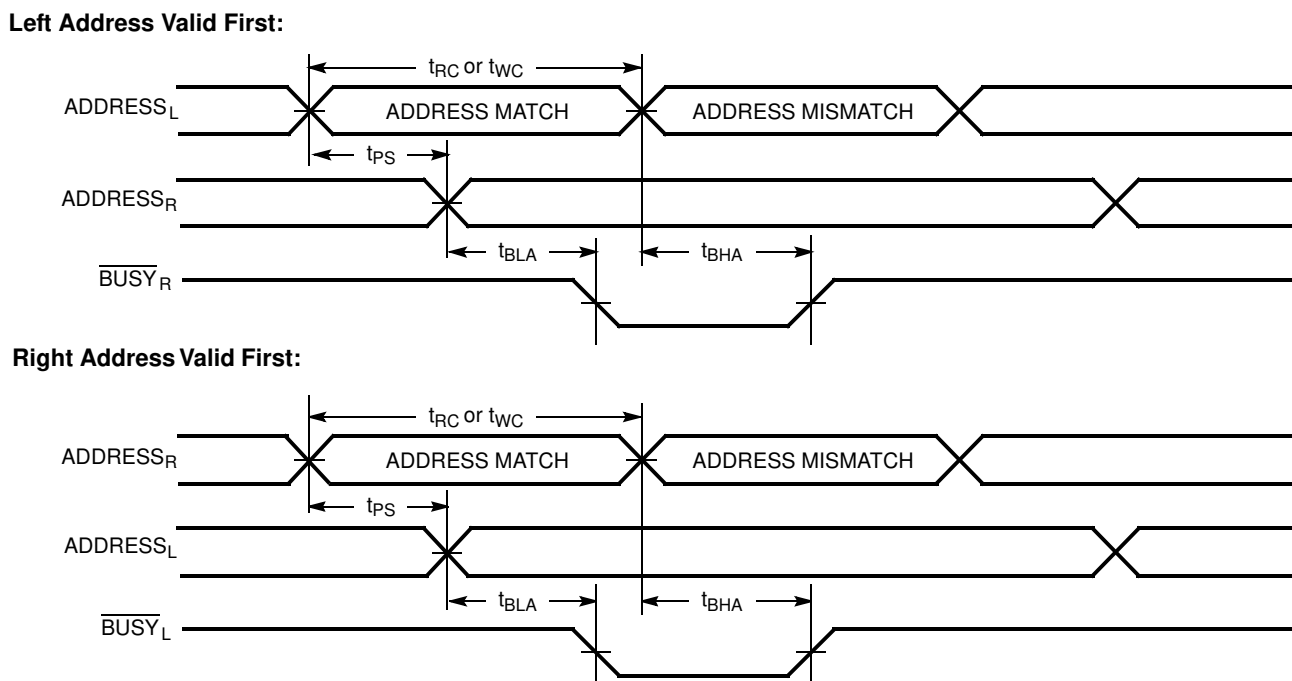 Left Address Valid First:
tRC or tWC
ADDRESSL
ADDRESS MATCH
ADDRESS MISMATCH
tPS
ADDRESSR
tBLA
tBHA
BUSYR
Right Address Valid First:
tRC or tWC
ADDRESSR
ADDRESS MATCH
ADDRESS MISMATCH
tPS
ADDRESSL
tBLA
tBHA
BUSYL